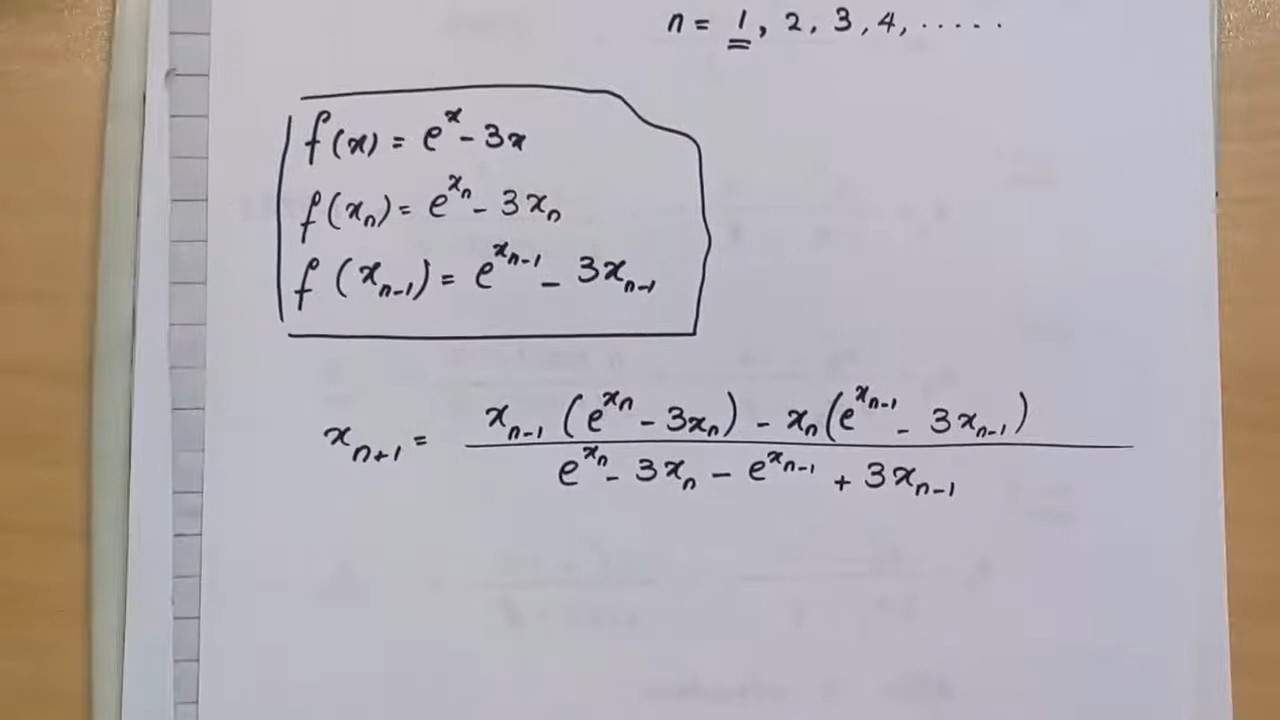 n = 1, 2, 3, 4, .....
f(x) = e^x - 3x
f(x_n) = e^{x_n} - 3x_n
f(x_{n-1}) = e^{x_{n-1}} - 3x_{n-1}
x_{n+1} = \frac{x_{n-1}(e^{x_n} - 3x_n) - x_n(e^{x_{n-1}} - 3x_{n-1})}{e^{x_n} - 3x_n - e^{x_{n-1}} + 3x_{n-1}}